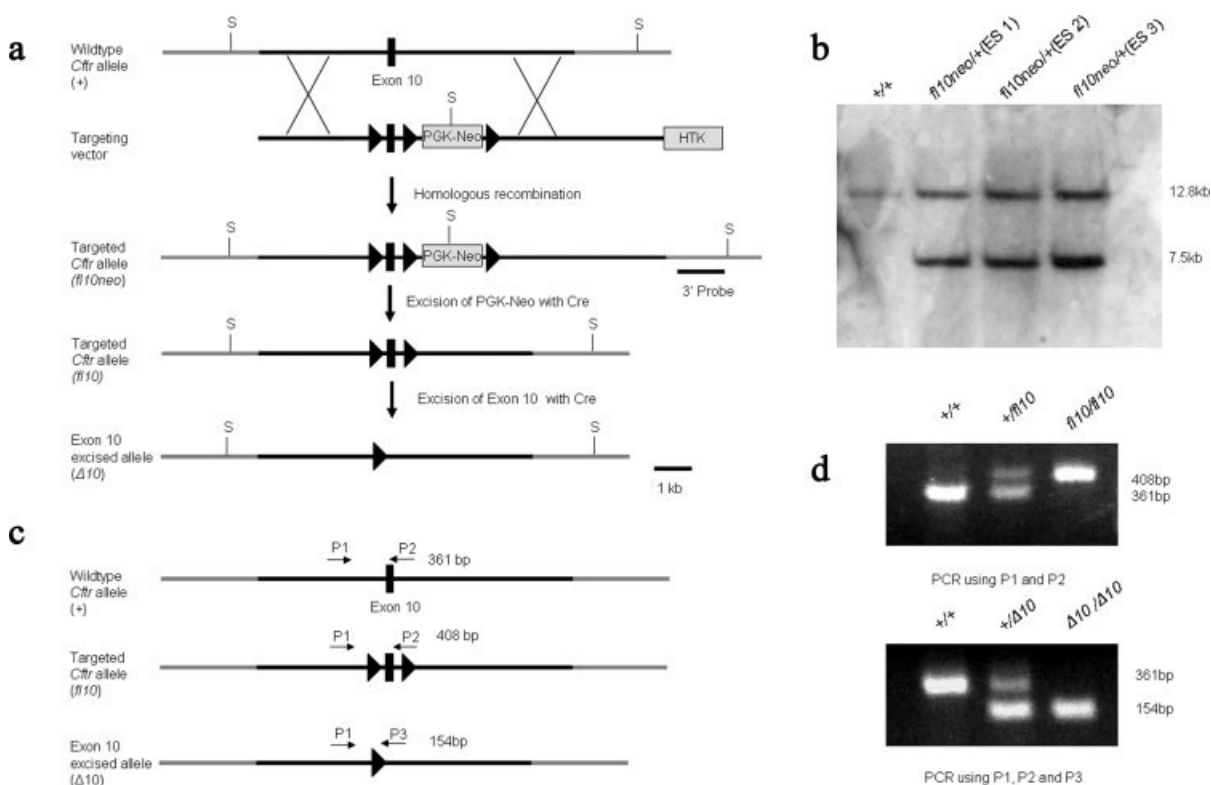 a
S
S
Wildtype
Cftr allele
(+)
Exon 10
S
Targeting
vector
PGK-Neo
HTK
Homologous recombination
S
S
S
Targeted
Cftr allele
(fl10neo)
PGK-Neo
3' Probe
Excision of PGK-Neo with Cre
S
S
Targeted
Cftr allele
(fl10)
Excision of Exon 10 with Cre
S
S
Exon 10
excised allele
(Δ10)
1 kb
b
+/+
fl10neo/+(ES 1)
fl10neo/+(ES 2)
fl10neo/+(ES 3)
12.8kb
7.5kb
c
P1
P2
361 bp
Wildtype
Cftr allele
(+)
Exon 10
P1
P2
408 bp
Targeted
Cftr allele
(fl10)
P1
P3
154bp
Exon 10
excised allele
(Δ10)
d
+/+
+/fl10
fl10/fl10
408bp
361bp
PCR using P1 and P2
+/+
+/Δ10
Δ10/Δ10
361bp
154bp
PCR using P1, P2 and P3